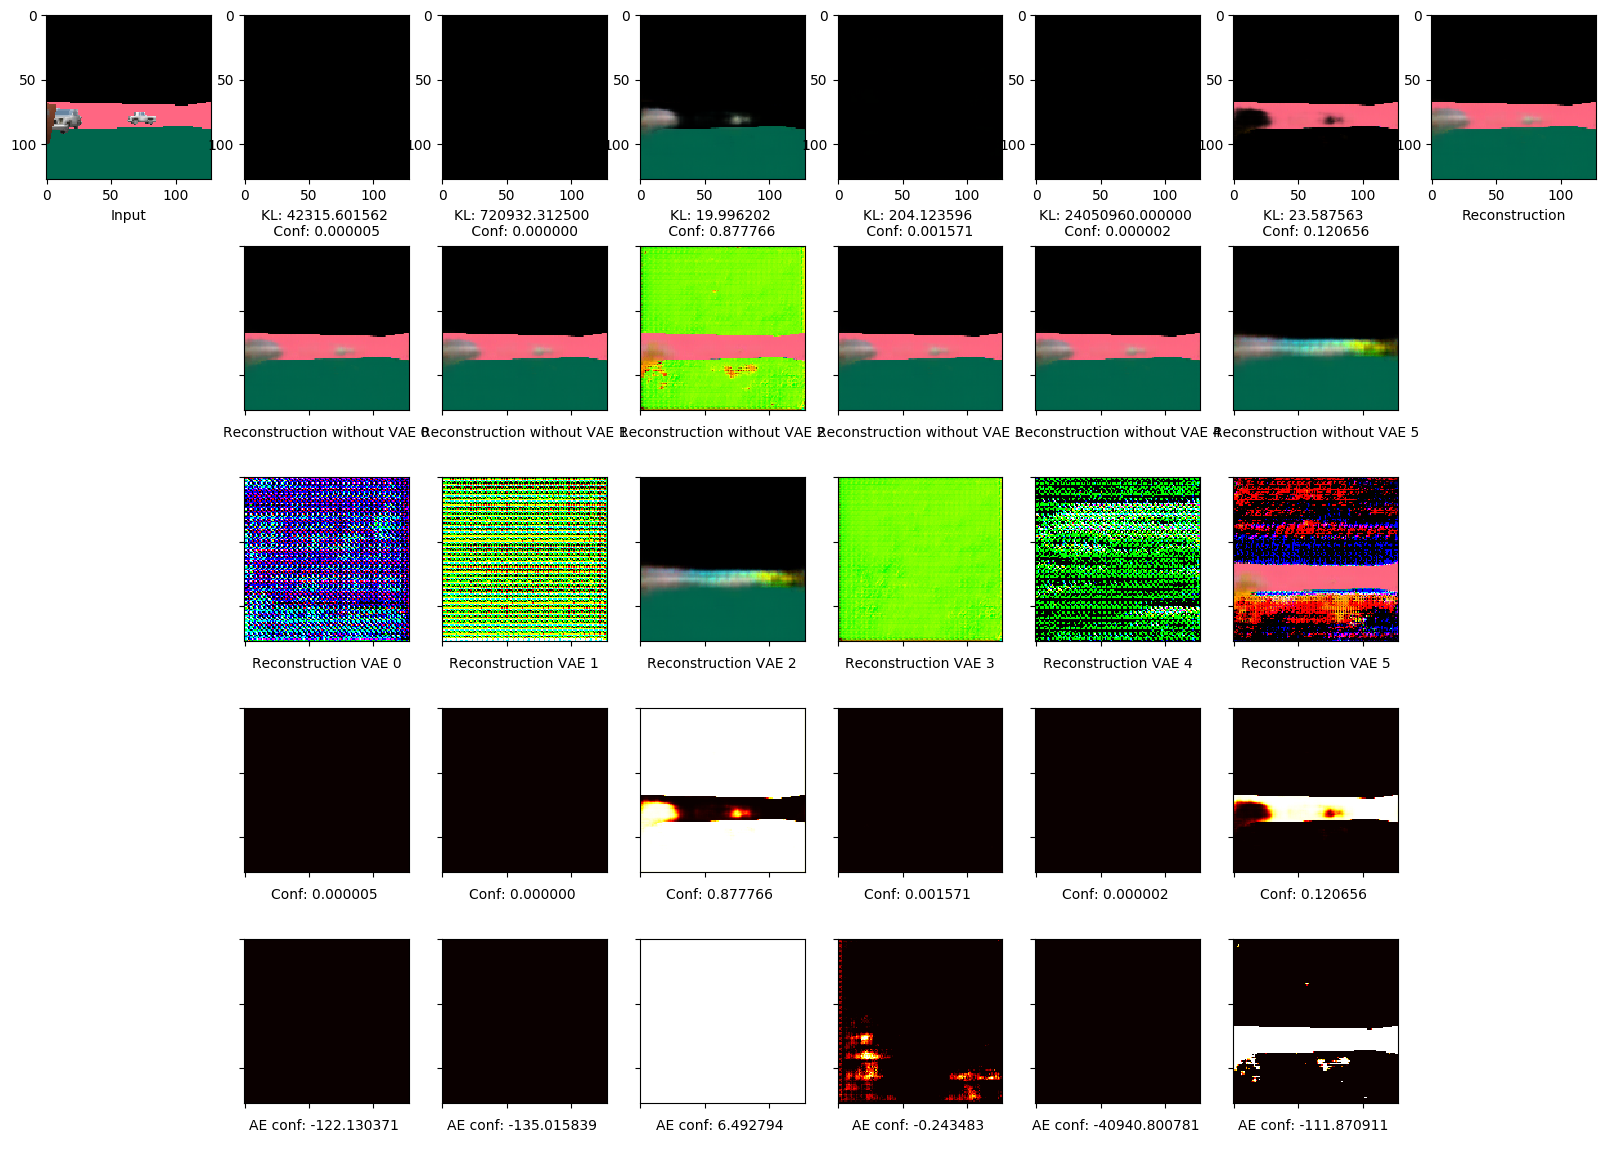 0
50
100
0 50 100
Input
0
100
0 50 100
KL: 42315.601562
Conf: 0.000005
0
100
0 50 100
KL: 720932.312500
Conf: 0.000000
0
50
100
0 50 100
KL: 19.996202
Conf: 0.877766
0
50
100
0 50 100
KL: 204.123596
Conf: 0.001571
0
50
100
0 50 100
KL: 24050960.000000
Conf: 0.000002
0
50
100
0 50 100
KL: 23.587563
Conf: 0.120656
0
50
100
0 50 100
Reconstruction
Reconstruction without VAE 0
Reconstruction without VAE 1
Reconstruction without VAE 2
Reconstruction without VAE 3
Reconstruction without VAE 4
Reconstruction without VAE 5
Reconstruction VAE 0
Reconstruction VAE 1
Reconstruction VAE 2
Reconstruction VAE 3
Reconstruction VAE 4
Reconstruction VAE 5
Conf: 0.000005
Conf: 0.000000
Conf: 0.877766
Conf: 0.001571
Conf: 0.000002
Conf: 0.120656
AE conf: -122.130371
AE conf: -135.015839
AE conf: 6.492794
AE conf: -0.243483
AE conf: -40940.800781
AE conf: -111.870911